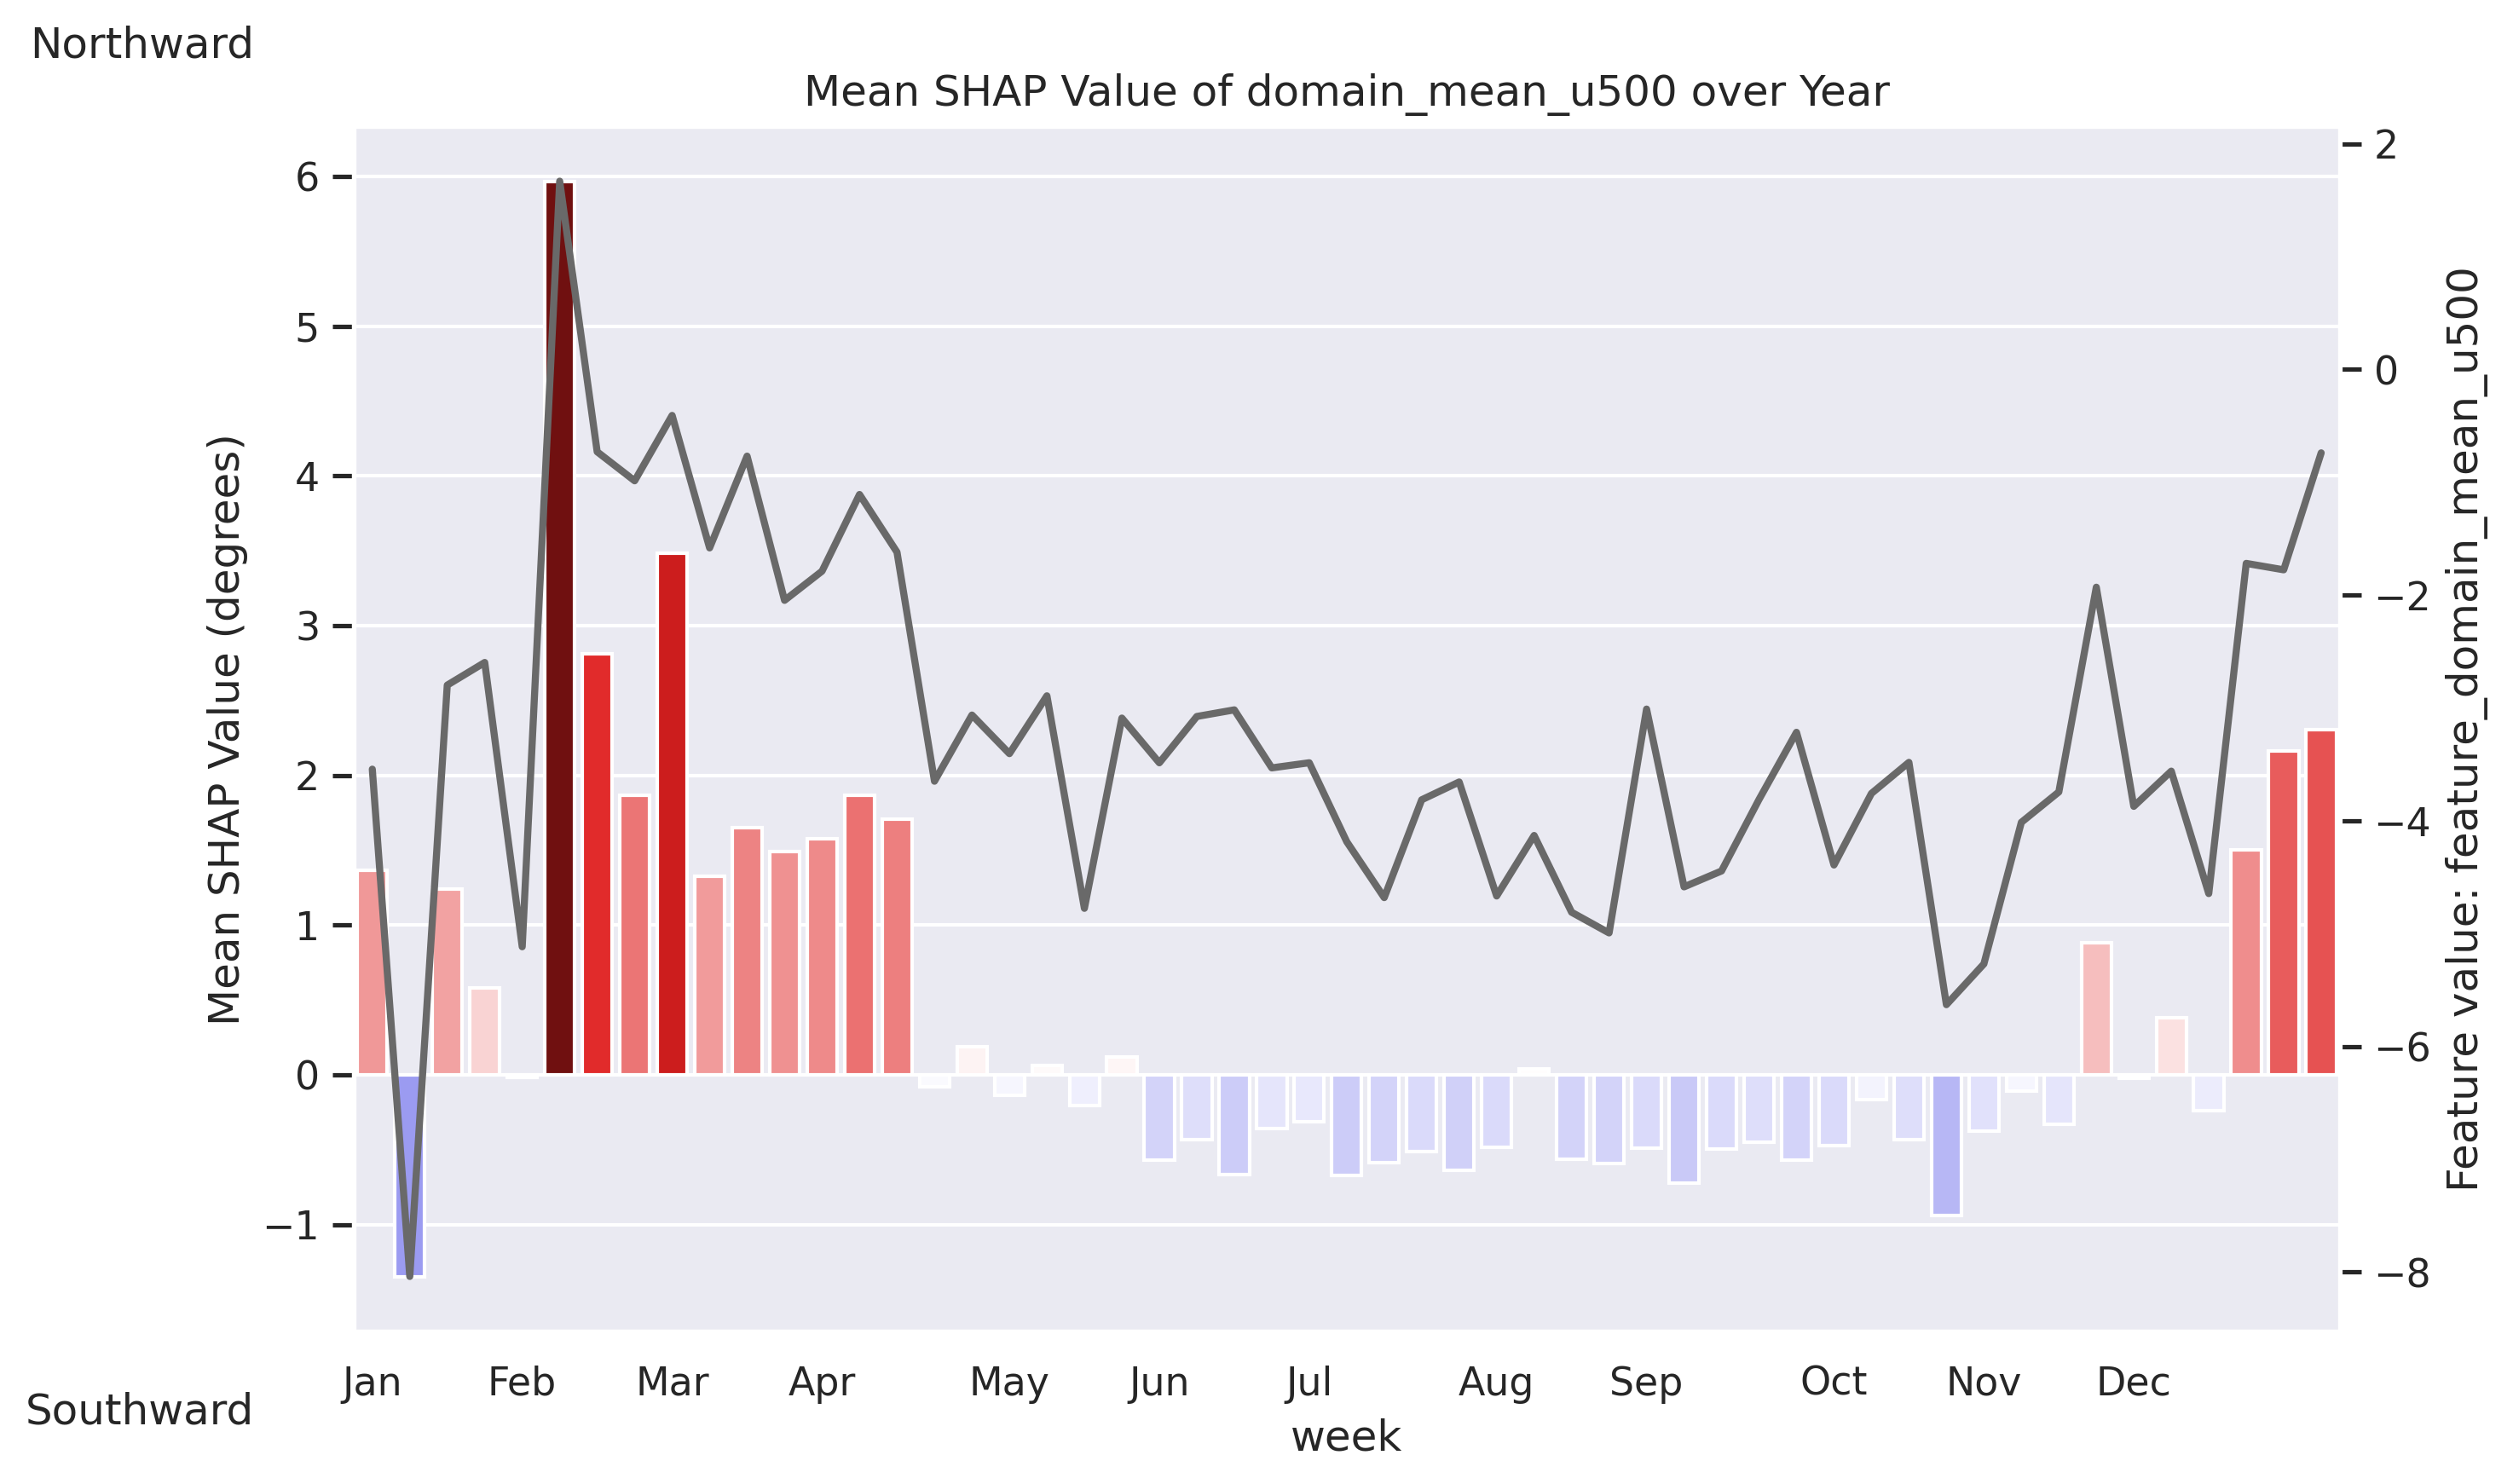 Northward
Mean SHAP Value of domain_mean_u500 over Year
Mean SHAP Value (degrees)
6
5
4
3
2
1
0
−1
2
0
−2
−4
−6
−8
Feature value: feature_domain_mean_u500
Jan Feb Mar Apr May Jun Jul Aug Sep Oct Nov Dec
Southward
week